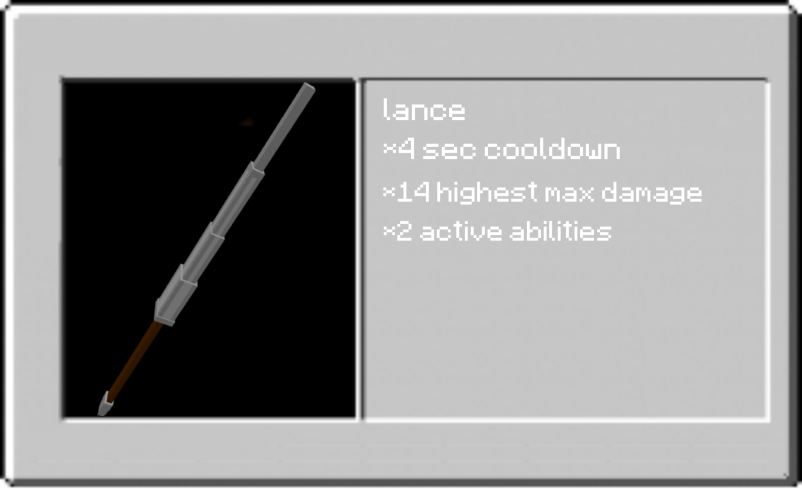 lance
×4 sec cooldown
×14 highest max damage
×2 active abilities